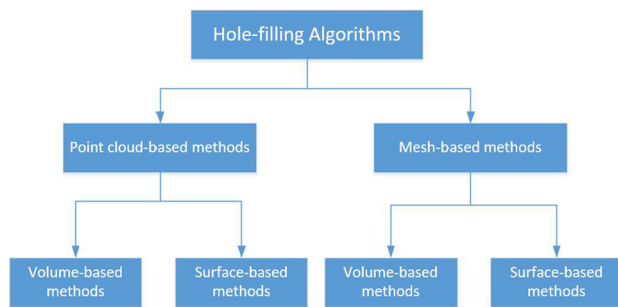 Hole-filling Algorithms
Point cloud-based methods
Mesh-based methods
Volume-based
methods
Surface-based
methods
Volume-based
methods
Surface-based
methods